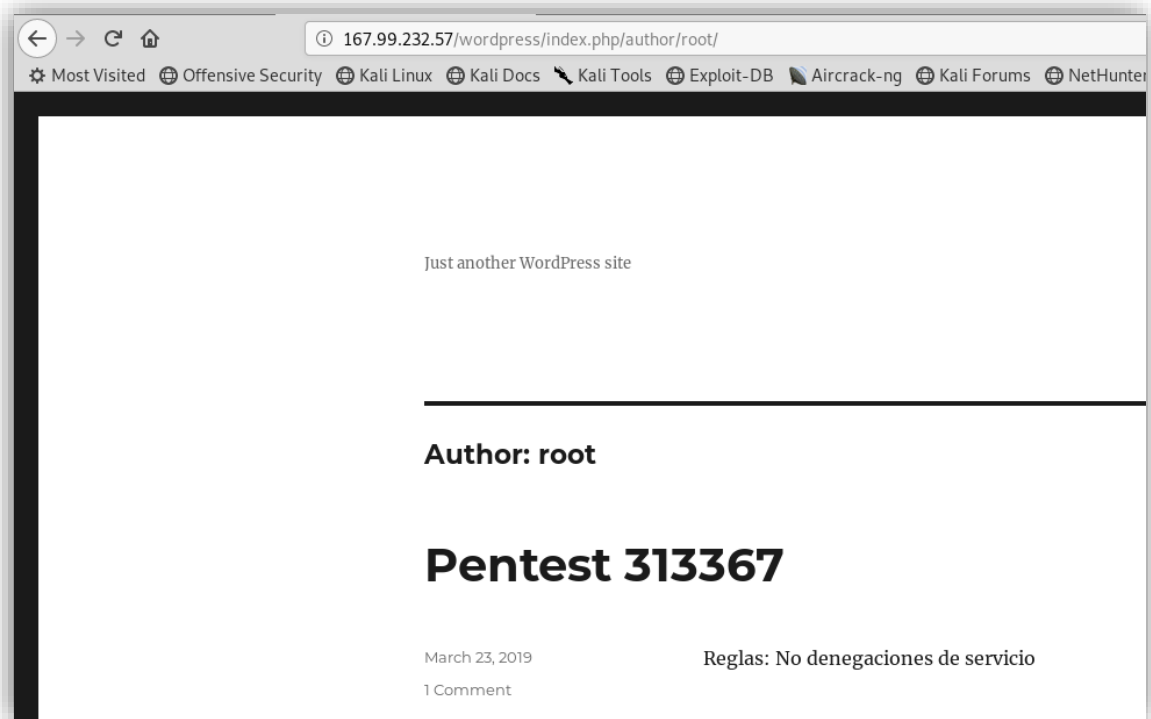 167.99.232.57/wordpress/index.php/author/root/
Most Visited Offensive Security Kali Linux Kali Docs Kali Tools Exploit-DB Aircrack-ng Kali Forums NetHunter
Just another WordPress site
Author: root
Pentest 313367
March 23, 2019
Reglas: No denegaciones de servicio
1 Comment